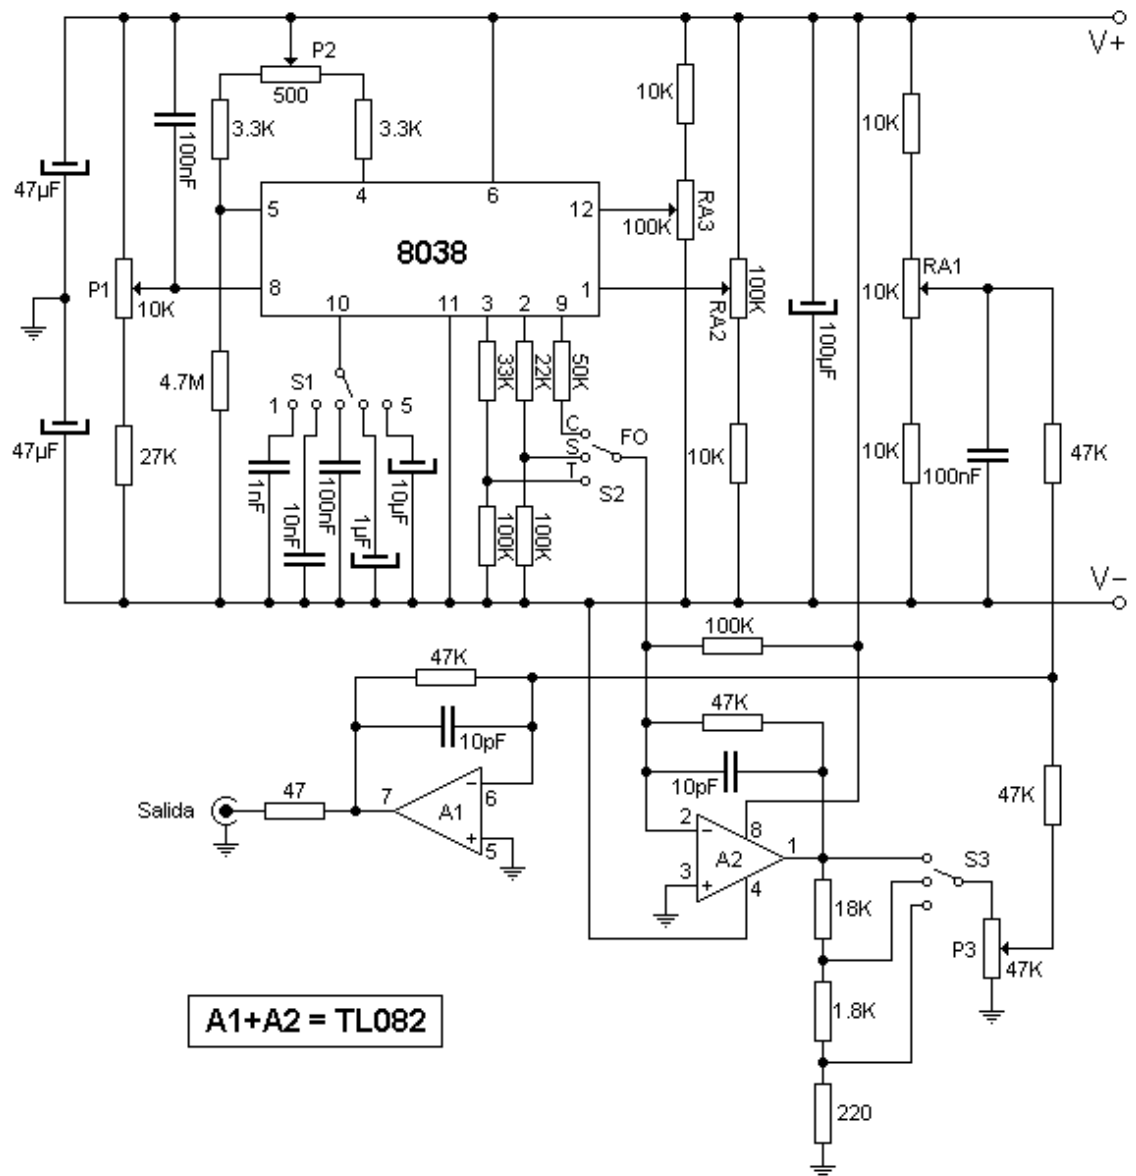 V+
P2
500
10K
10K
3.3K
3.3K
100nF
47µF
4
6
5
12
100K
RA3
8038
P1
10K
8
1
10
11
3
2
9
100K
RA2
100µF
10K
RA1
4.7M
S1
1
5
33K
22K
50K
C
S
T
FO
S2
47µF
27K
1nF
10nF
100nF
1µF
10µF
100K
100K
10K
10K
100nF
47K
V-
100K
47K
47K
10pF
10pF
47K
Salida
47
7
A1
-
6
+
5
2
-
8
A2
1
3
+
4
S3
18K
P3
47K
A1+A2 = TL082
1.8K
220